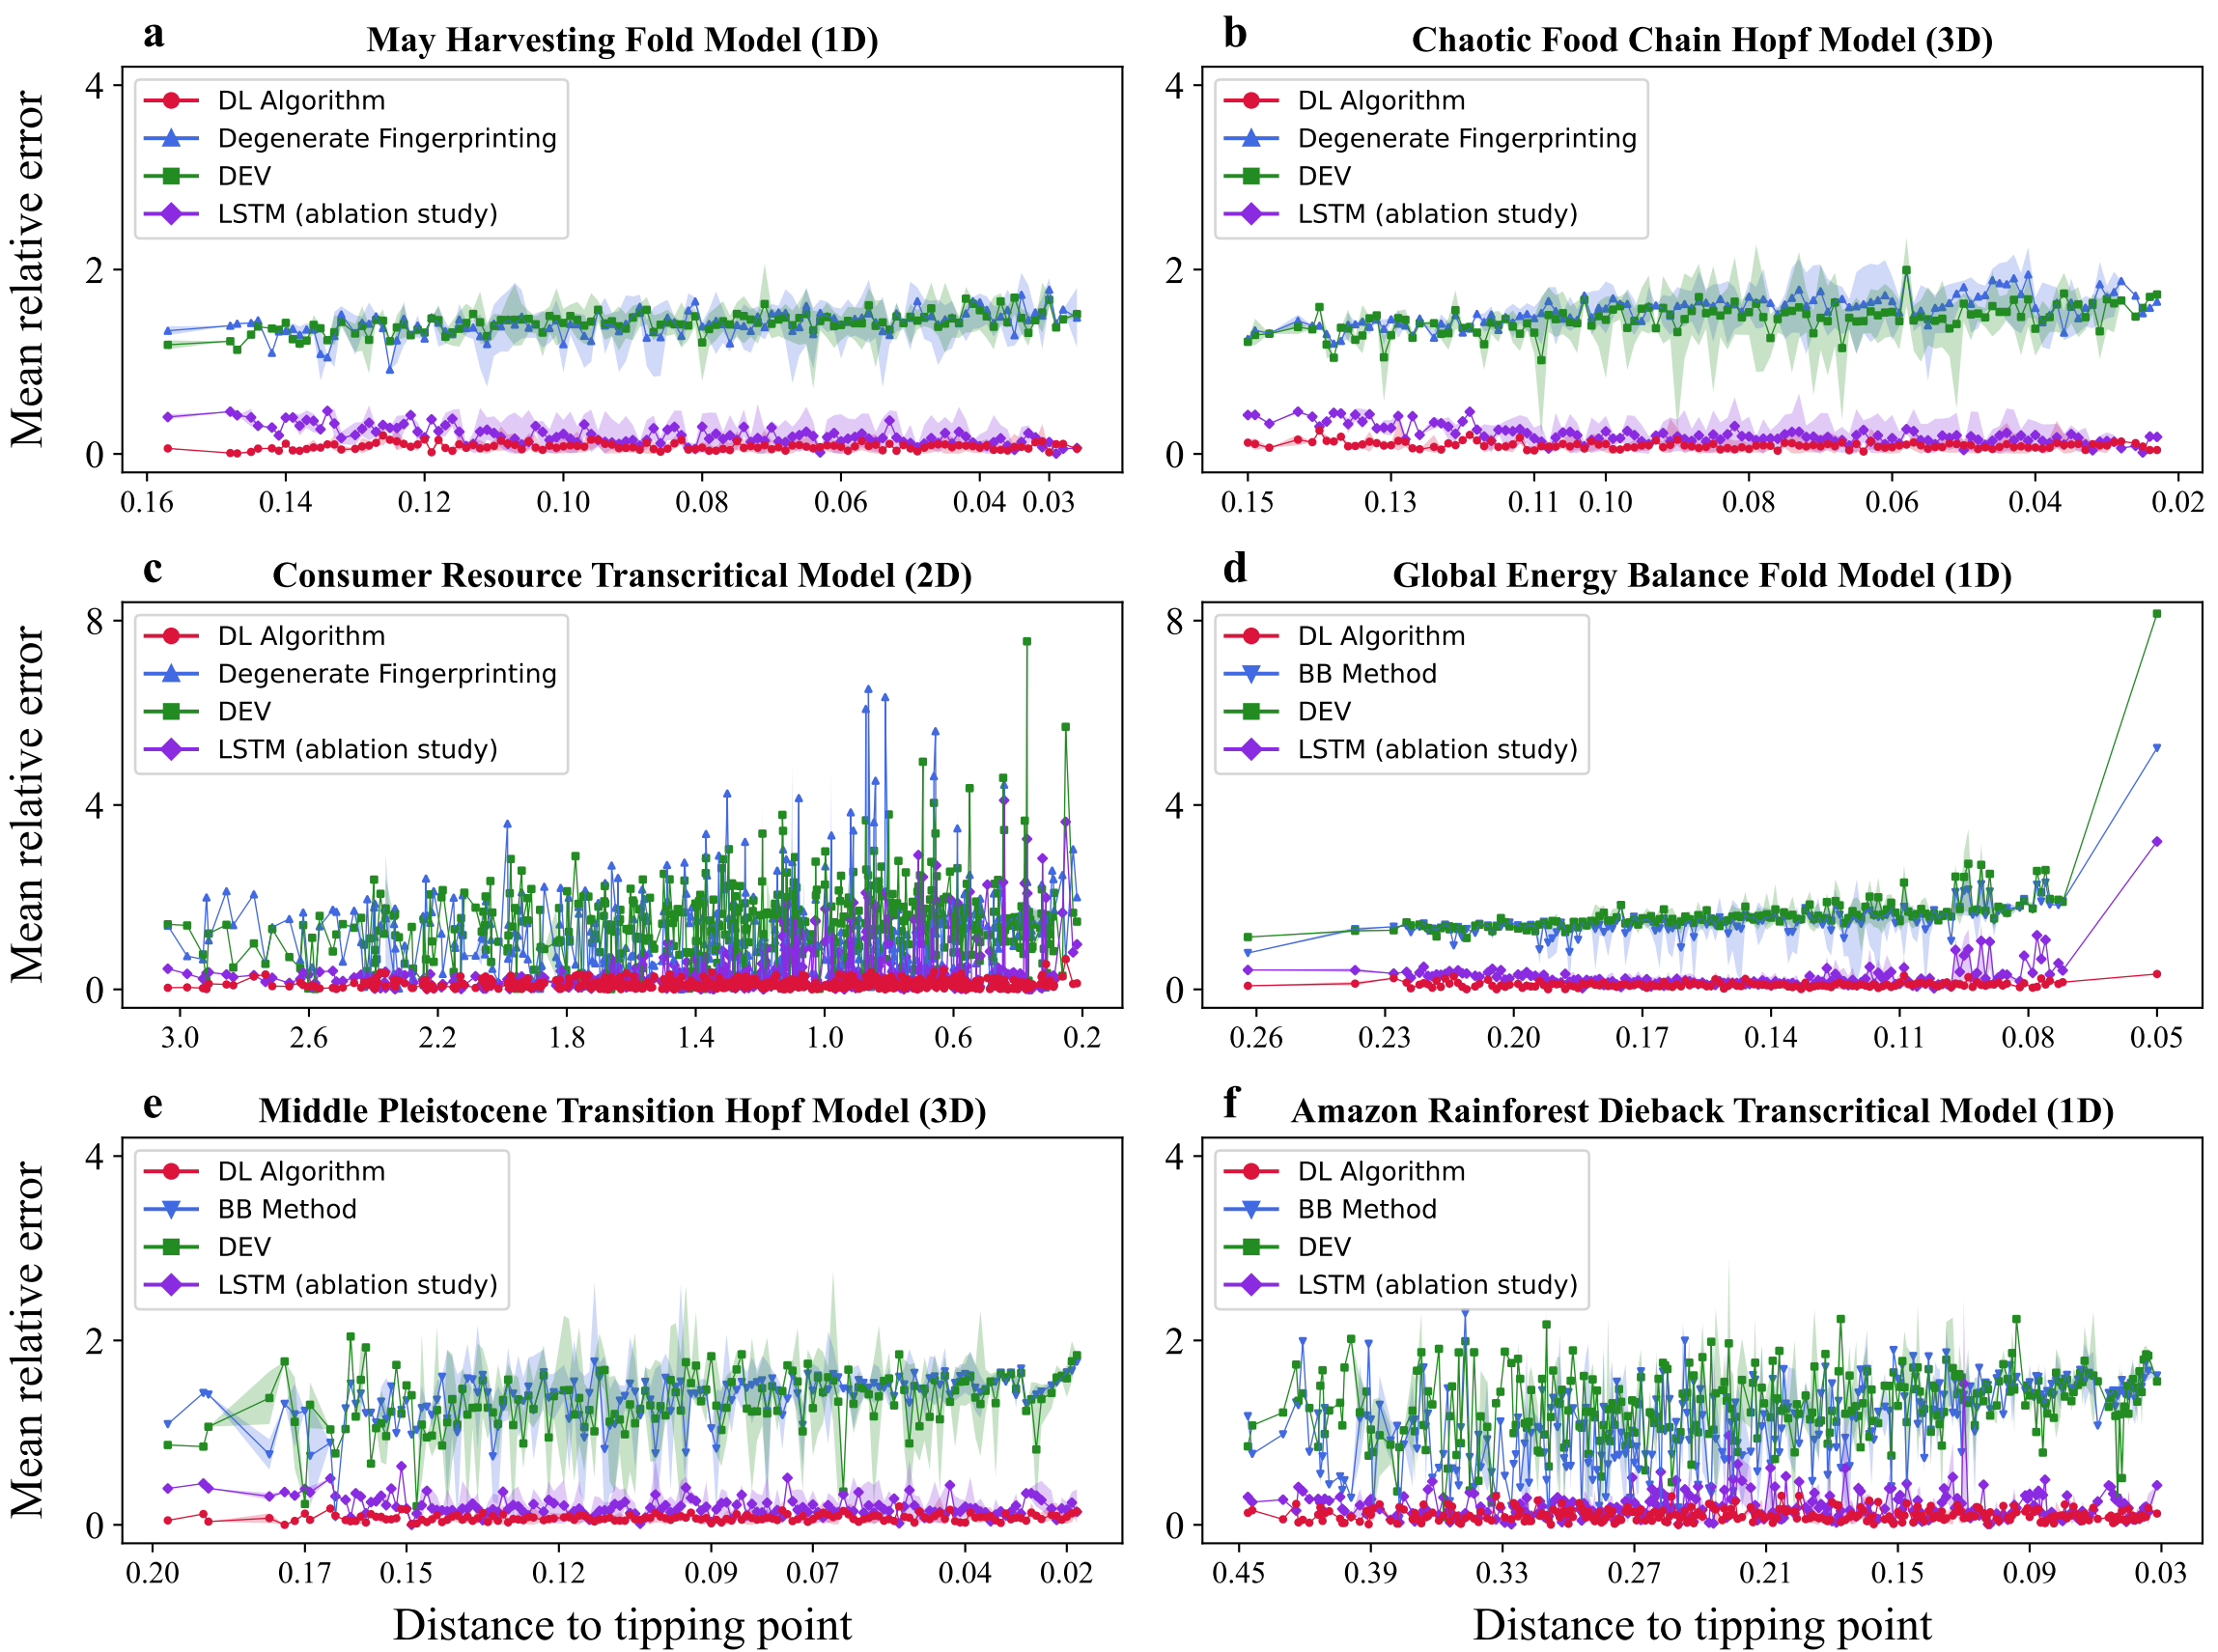 a
May Harvesting Fold Model (1D)
Mean relative error
4
2
0
DL Algorithm
Degenerate Fingerprinting
DEV
LSTM (ablation study)
0.16 0.14 0.12 0.10 0.08 0.06 0.04 0.03
b
Chaotic Food Chain Hopf Model (3D)
4
2
0
DL Algorithm
Degenerate Fingerprinting
DEV
LSTM (ablation study)
0.15 0.13 0.11 0.10 0.08 0.06 0.04 0.02
c
Consumer Resource Transcritical Model (2D)
Mean relative error
8
4
0
DL Algorithm
Degenerate Fingerprinting
DEV
LSTM (ablation study)
3.0 2.6 2.2 1.8 1.4 1.0 0.6 0.2
d
Global Energy Balance Fold Model (1D)
8
4
0
DL Algorithm
BB Method
DEV
LSTM (ablation study)
0.26 0.23 0.20 0.17 0.14 0.11 0.08 0.05
e
Middle Pleistocene Transition Hopf Model (3D)
Mean relative error
4
2
0
DL Algorithm
BB Method
DEV
LSTM (ablation study)
0.20 0.17 0.15 0.12 0.09 0.07 0.04 0.02
Distance to tipping point
f
Amazon Rainforest Dieback Transcritical Model (1D)
4
2
0
DL Algorithm
BB Method
DEV
LSTM (ablation study)
0.45 0.39 0.33 0.27 0.21 0.15 0.09 0.03
Distance to tipping point